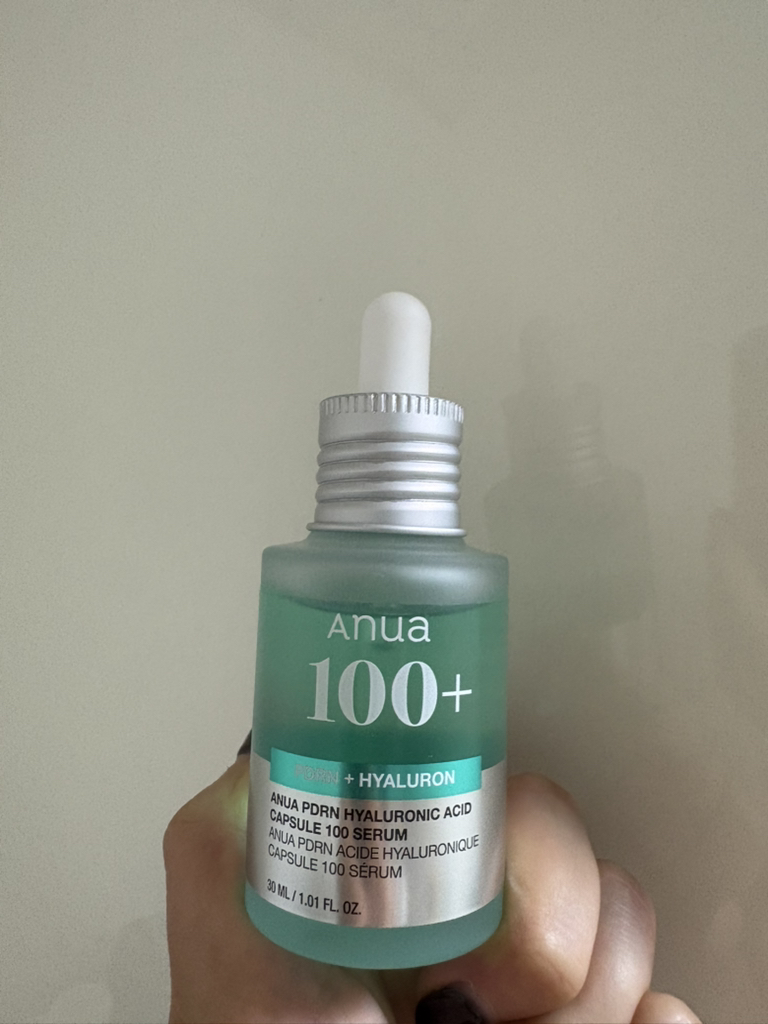 Anua
100+
PDRN + HYALURON
ANUA PDRN HYALURONIC ACID
CAPSULE 100 SERUM
ANUA PDRN ACIDE HYALURONIQUE
CAPSULE 100 SÉRUM
30 ML / 1.01 FL. OZ.